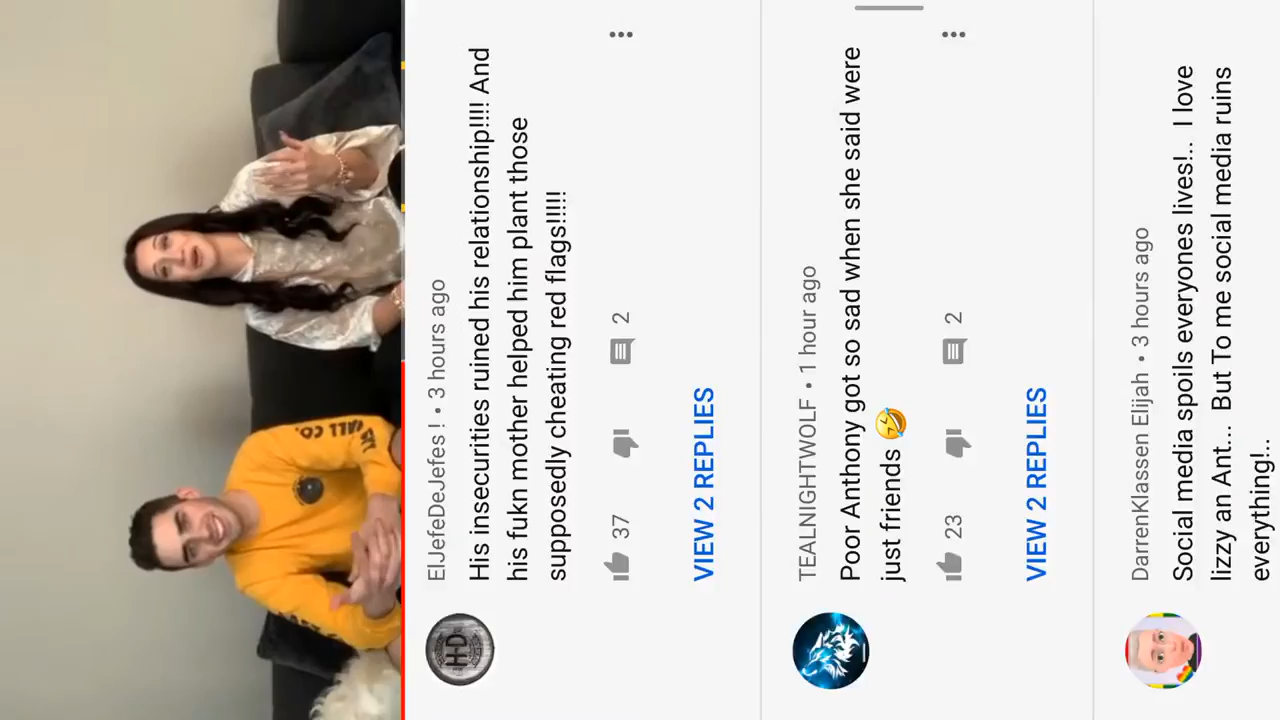 ElJefeDeJefes ! • 3 hours ago
His insecurities ruined his relationship!!!! And
his fukn mother helped him plant those
supposedly cheating red flags!!!!!
37 2
VIEW 2 REPLIES
TEALNIGHTWOLF • 1 hour ago
Poor Anthony got so sad when she said were
just friends 🤣
23 2
VIEW 2 REPLIES
DarrenKlassen Elijah • 3 hours ago
Social media spoils everyones lives!.. I love
lizzy an Ant... But To me social media ruins
everything!..
H-D
ALL CO.